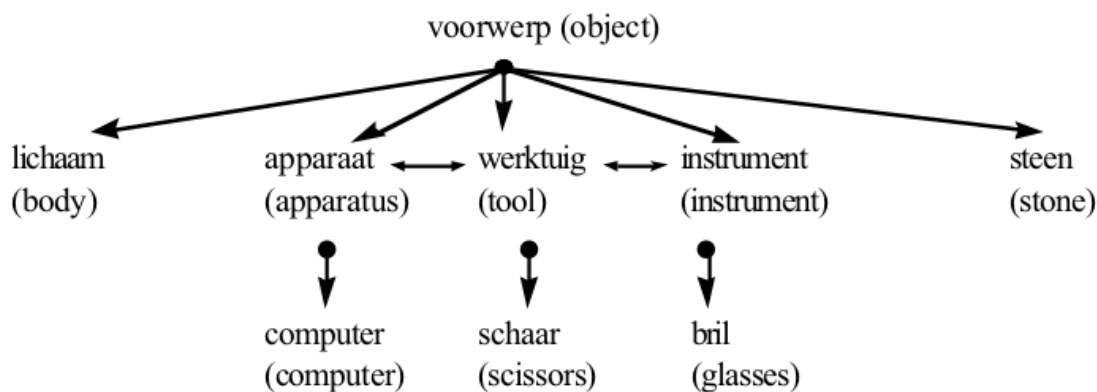 voorwerp (object)
lichaam apparaat werktuig instrument steen
(body) (apparatus) (tool) (instrument) (stone)
computer schaar bril
(computer) (scissors) (glasses)